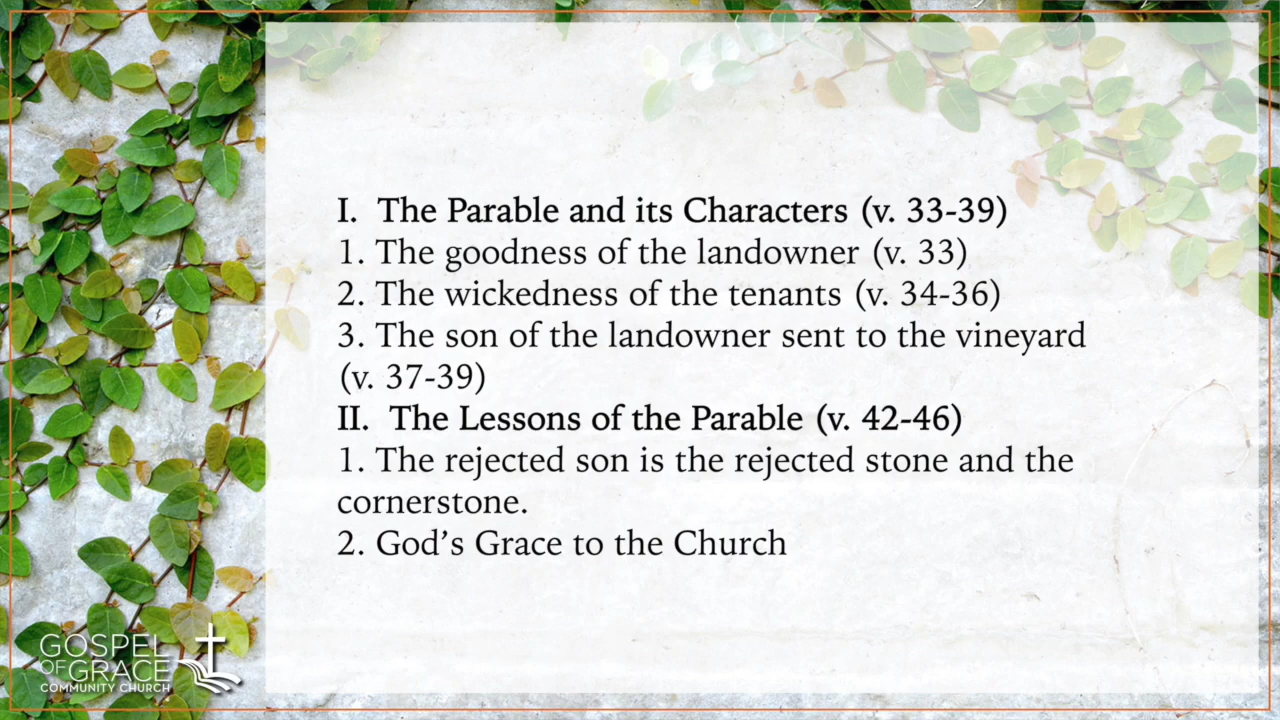 I. The Parable and its Characters (v. 33-39)
1. The goodness of the landowner (v. 33)
2. The wickedness of the tenants (v. 34-36)
3. The son of the landowner sent to the vineyard
(v. 37-39)
II. The Lessons of the Parable (v. 42-46)
1. The rejected son is the rejected stone and the
cornerstone.
2. God’s Grace to the Church
GOSPEL
OF GRACE
COMMUNITY CHURCH